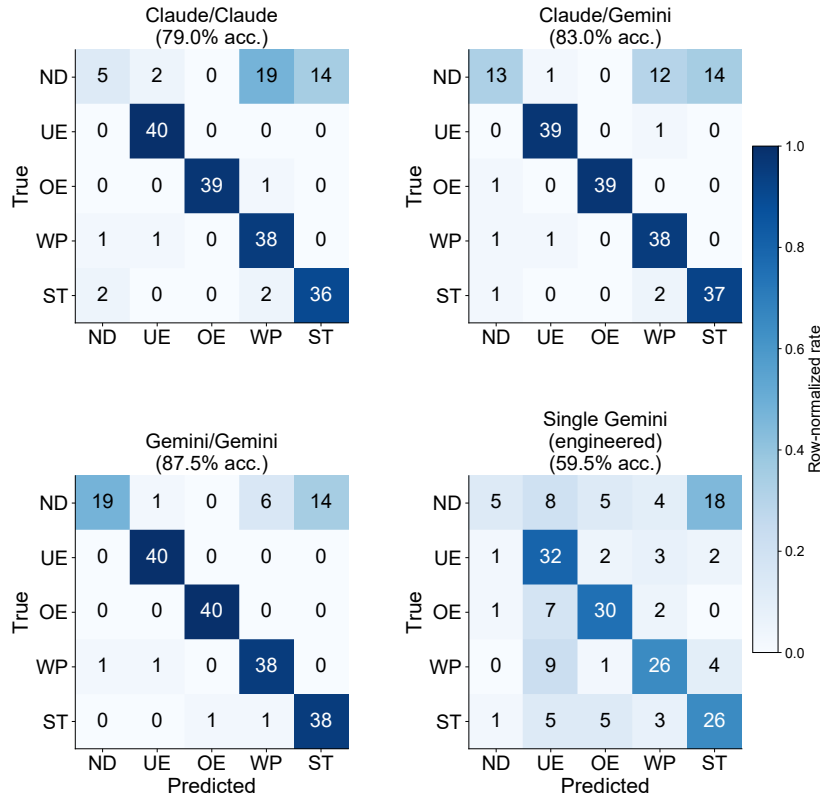 Claude/Claude
(79.0% acc.)
ND 5 2 0 19 14
UE 0 40 0 0 0
OE 0 0 39 1 0
WP 1 1 0 38 0
ST 2 0 0 2 36
ND UE OE WP ST
True
Claude/Gemini
(83.0% acc.)
ND 13 1 0 12 14
UE 0 39 0 1 0
OE 1 0 39 0 0
WP 1 1 0 38 0
ST 1 0 0 2 37
ND UE OE WP ST
True
Gemini/Gemini
(87.5% acc.)
ND 19 1 0 6 14
UE 0 40 0 0 0
OE 0 0 40 0 0
WP 1 1 0 38 0
ST 0 0 1 1 38
ND UE OE WP ST
Predicted
True
Single Gemini
(engineered)
(59.5% acc.)
ND 5 8 5 4 18
UE 1 32 2 3 2
OE 1 7 30 2 0
WP 0 9 1 26 4
ST 1 5 5 3 26
ND UE OE WP ST
Predicted
True
1.0
0.8
0.6
0.4
0.2
0.0
Row-normalized rate